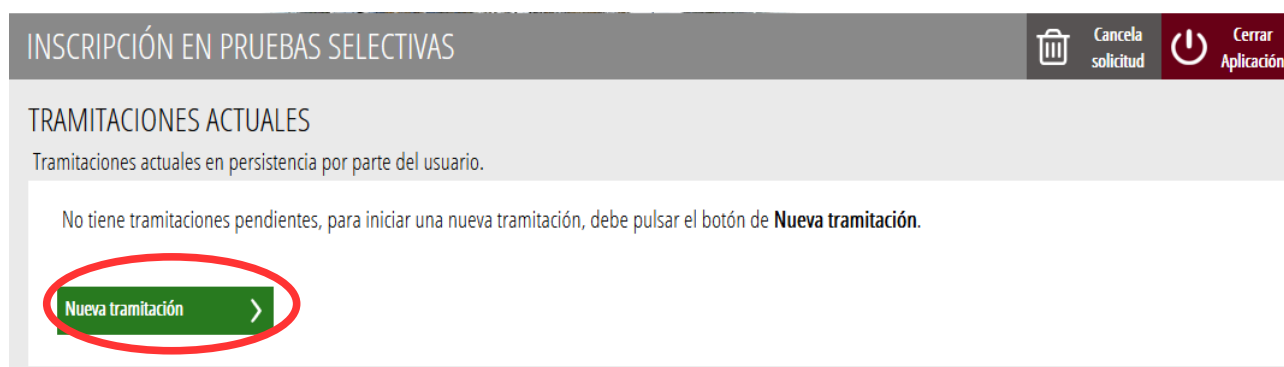 INSCRIPCIÓN EN PRUEBAS SELECTIVAS
Cancela
solicitud
Cerrar
Aplicación
TRAMITACIONES ACTUALES
Tramitaciones actuales en persistencia por parte del usuario.
No tiene tramitaciones pendientes, para iniciar una nueva tramitación, debe pulsar el botón de Nueva tramitación.
Nueva tramitación